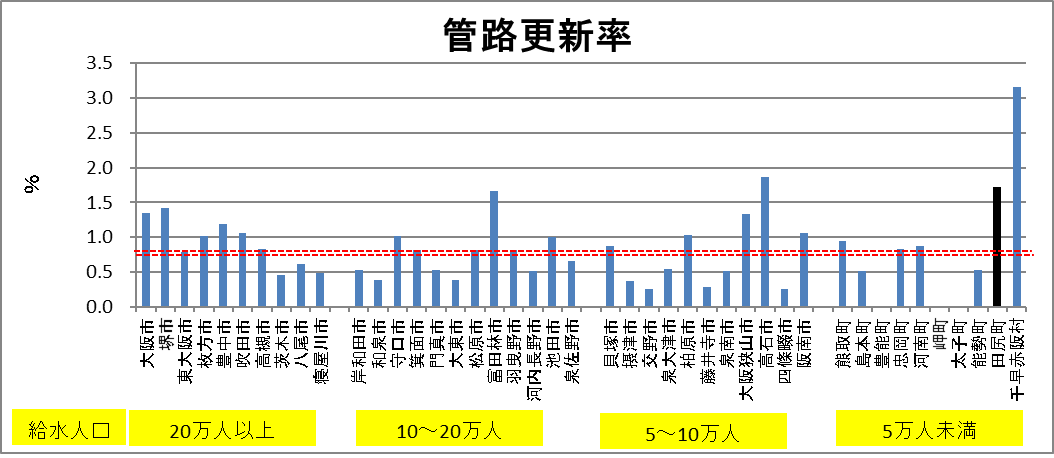 管路更新率
%
3.5
3.0
2.5
2.0
1.5
1.0
0.5
0.0
大阪市
堺市
東大阪市
枚方市
豊中市
吹田市
高槻市
茨木市
八尾市
寝屋川市
岸和田市
和泉市
守口市
箕面市
門真市
大東市
松原市
富田林市
羽曳野市
河内長野市
池田市
泉佐野市
貝塚市
摂津市
交野市
泉大津市
柏原市
藤井寺市
泉南市
大阪狭山市
高石市
四條畷市
阪南市
熊取町
島本町
豊能町
忠岡町
河南町
岬町
太子町
能勢町
田尻町
千早赤阪村
給水人口
20万人以上
10～20万人
5～10万人
5万人未満